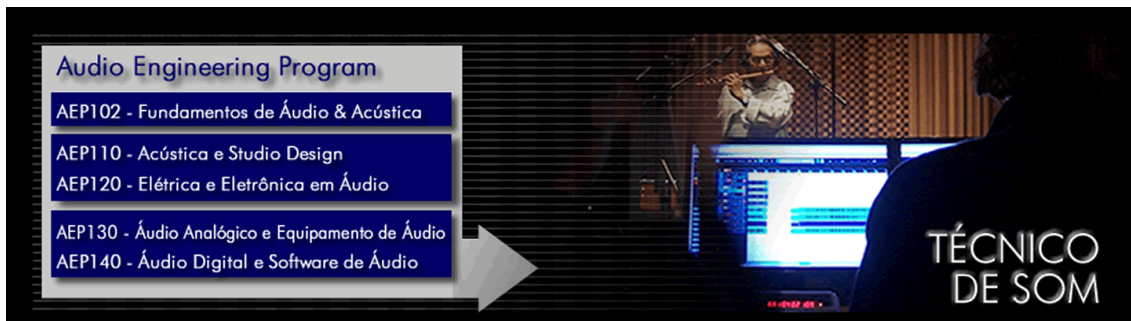 Audio Engineering Program
AEP102 - Fundamentos de Áudio & Acústica
AEP110 - Acústica e Studio Design
AEP120 - Elétrica e Eletrônica em Áudio
AEP130 - Áudio Analógico e Equipamento de Áudio
AEP140 - Áudio Digital e Software de Áudio
TÉCNICO
DE SOM